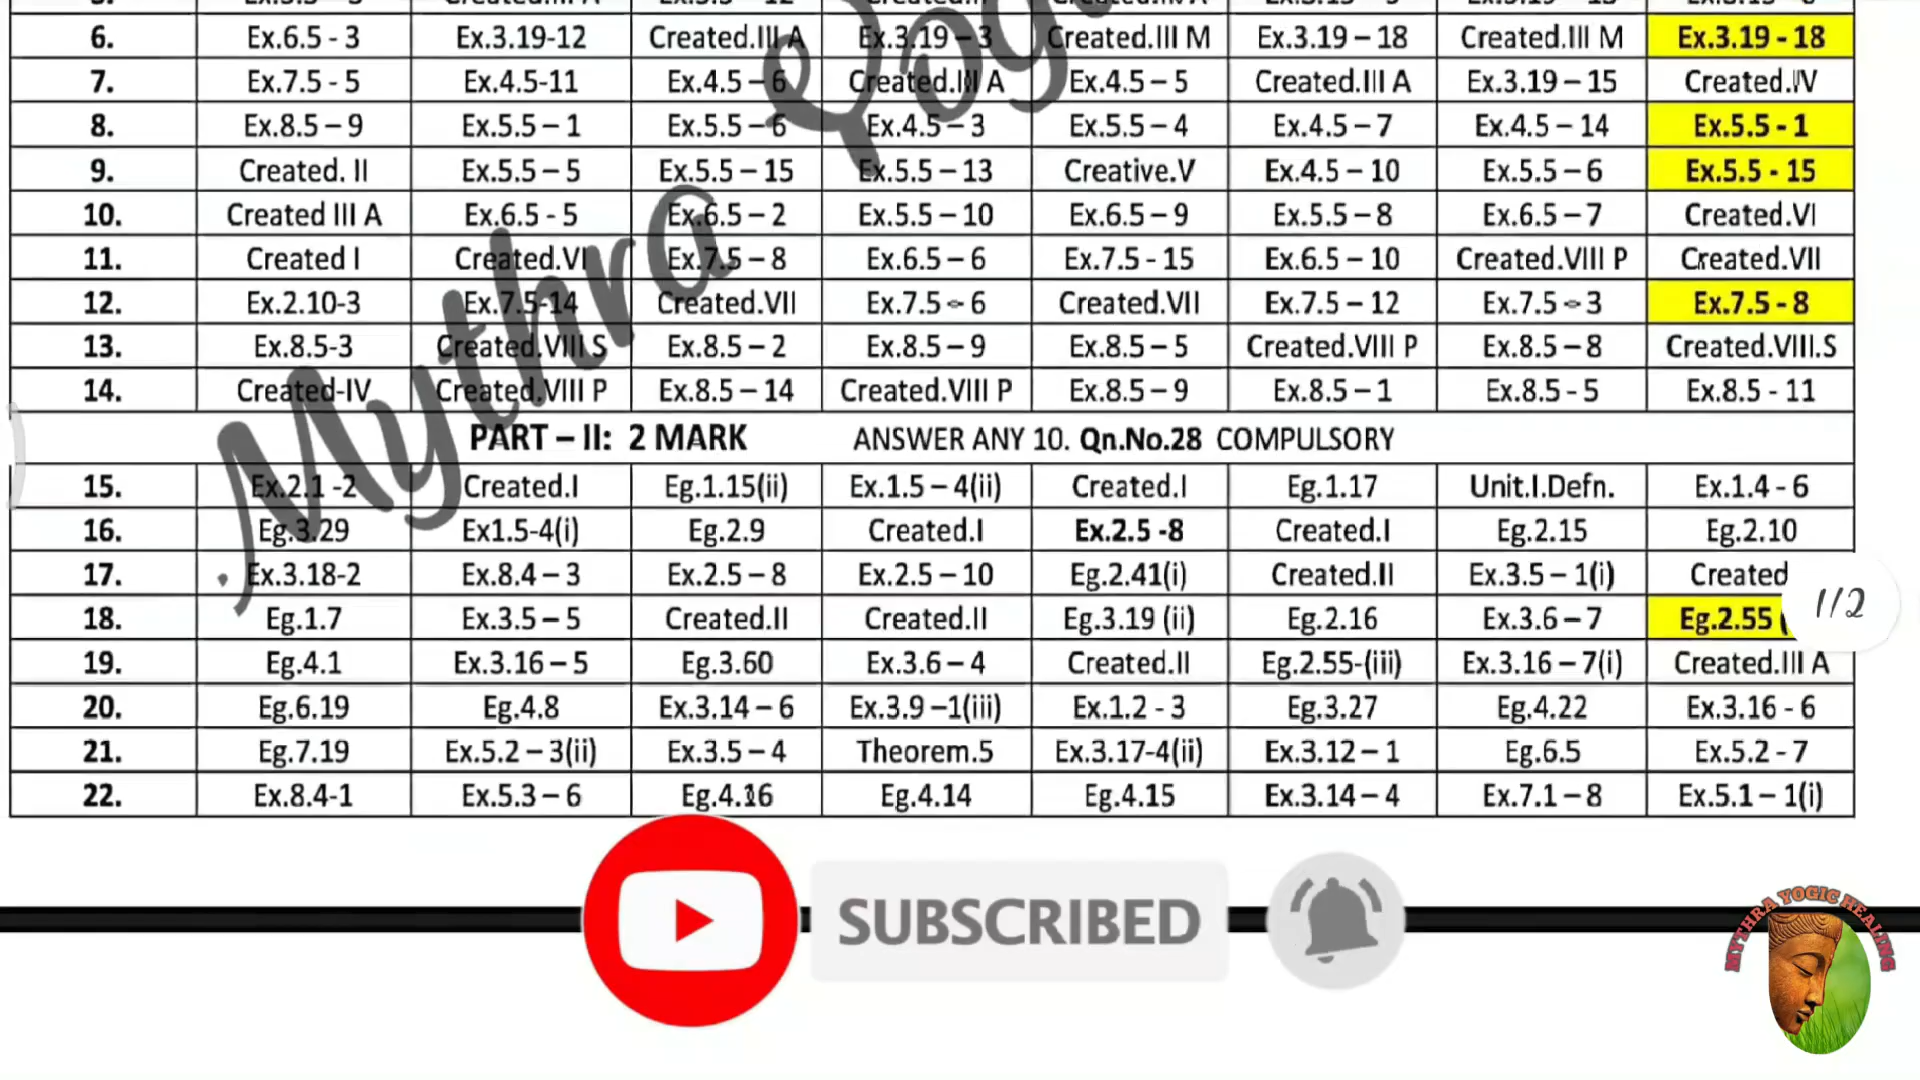 6. Ex.6.5 - 3 Ex.3.19-12 Created.III A Ex.3.19 – 3 Created.III M Ex.3.19 – 18 Created.III M Ex.3.19 - 18
7. Ex.7.5 - 5 Ex.4.5-11 Ex.4.5 – 6 Created.III A Ex.4.5 – 5 Created.III A Ex.3.19 – 15 Created.IV
8. Ex.8.5 – 9 Ex.5.5 – 1 Ex.5.5 – 6 Ex.4.5 – 3 Ex.5.5 – 4 Ex.4.5 – 7 Ex.4.5 – 14 Ex.5.5 - 1
9. Created. II Ex.5.5 – 5 Ex.5.5 – 15 Ex.5.5 – 13 Creative.V Ex.4.5 – 10 Ex.5.5 – 6 Ex.5.5 - 15
10. Created III A Ex.6.5 - 5 Ex.6.5 – 2 Ex.5.5 – 10 Ex.6.5 – 9 Ex.5.5 – 8 Ex.6.5 – 7 Created.VI
11. Created I Created.VI Ex.7.5 – 8 Ex.6.5 – 6 Ex.7.5 - 15 Ex.6.5 – 10 Created.VIII P Created.VII
12. Ex.2.10-3 Ex.7.5-14 Created.VII Ex.7.5 – 6 Created.VII Ex.7.5 – 12 Ex.7.5 – 3 Ex.7.5 - 8
13. Ex.8.5-3 Created.VIII.S Ex.8.5 – 2 Ex.8.5 – 9 Ex.8.5 – 5 Created.VIII P Ex.8.5 – 8 Created.VIII.S
14. Created-IV Created.VIII P Ex.8.5 – 14 Created.VIII P Ex.8.5 – 9 Ex.8.5 – 1 Ex.8.5 - 5 Ex.8.5 - 11
PART – II: 2 MARK ANSWER ANY 10. Qn.No.28 COMPULSORY
15. Ex.2.1 -2 Created.I Eg.1.15(ii) Ex.1.5 – 4(ii) Created.I Eg.1.17 Unit.I.Defn. Ex.1.4 - 6
16. Eg.3.29 Ex1.5-4(i) Eg.2.9 Created.I Ex.2.5 -8 Created.I Eg.2.15 Eg.2.10
17. Ex.3.18-2 Ex.8.4 – 3 Ex.2.5 – 8 Ex.2.5 – 10 Eg.2.41(i) Created.II Ex.3.5 – 1(i) Created
18. Eg.1.7 Ex.3.5 – 5 Created.II Created.II Eg.3.19 (ii) Eg.2.16 Ex.3.6 – 7 Eg.2.55 (
1/2
19. Eg.4.1 Ex.3.16 – 5 Eg.3.60 Ex.3.6 – 4 Created.II Eg.2.55-(iii) Ex.3.16 – 7(i) Created.III A
20. Eg.6.19 Eg.4.8 Ex.3.14 – 6 Ex.3.9 –1(iii) Ex.1.2 - 3 Eg.3.27 Eg.4.22 Ex.3.16 - 6
21. Eg.7.19 Ex.5.2 – 3(ii) Ex.3.5 – 4 Theorem.5 Ex.3.17-4(ii) Ex.3.12 – 1 Eg.6.5 Ex.5.2 - 7
22. Ex.8.4-1 Ex.5.3 – 6 Eg.4.16 Eg.4.14 Eg.4.15 Ex.3.14 – 4 Ex.7.1 – 8 Ex.5.1 – 1(i)
Mythra Yog
SUBSCRIBED
MYTHRA YOGIC HEALING